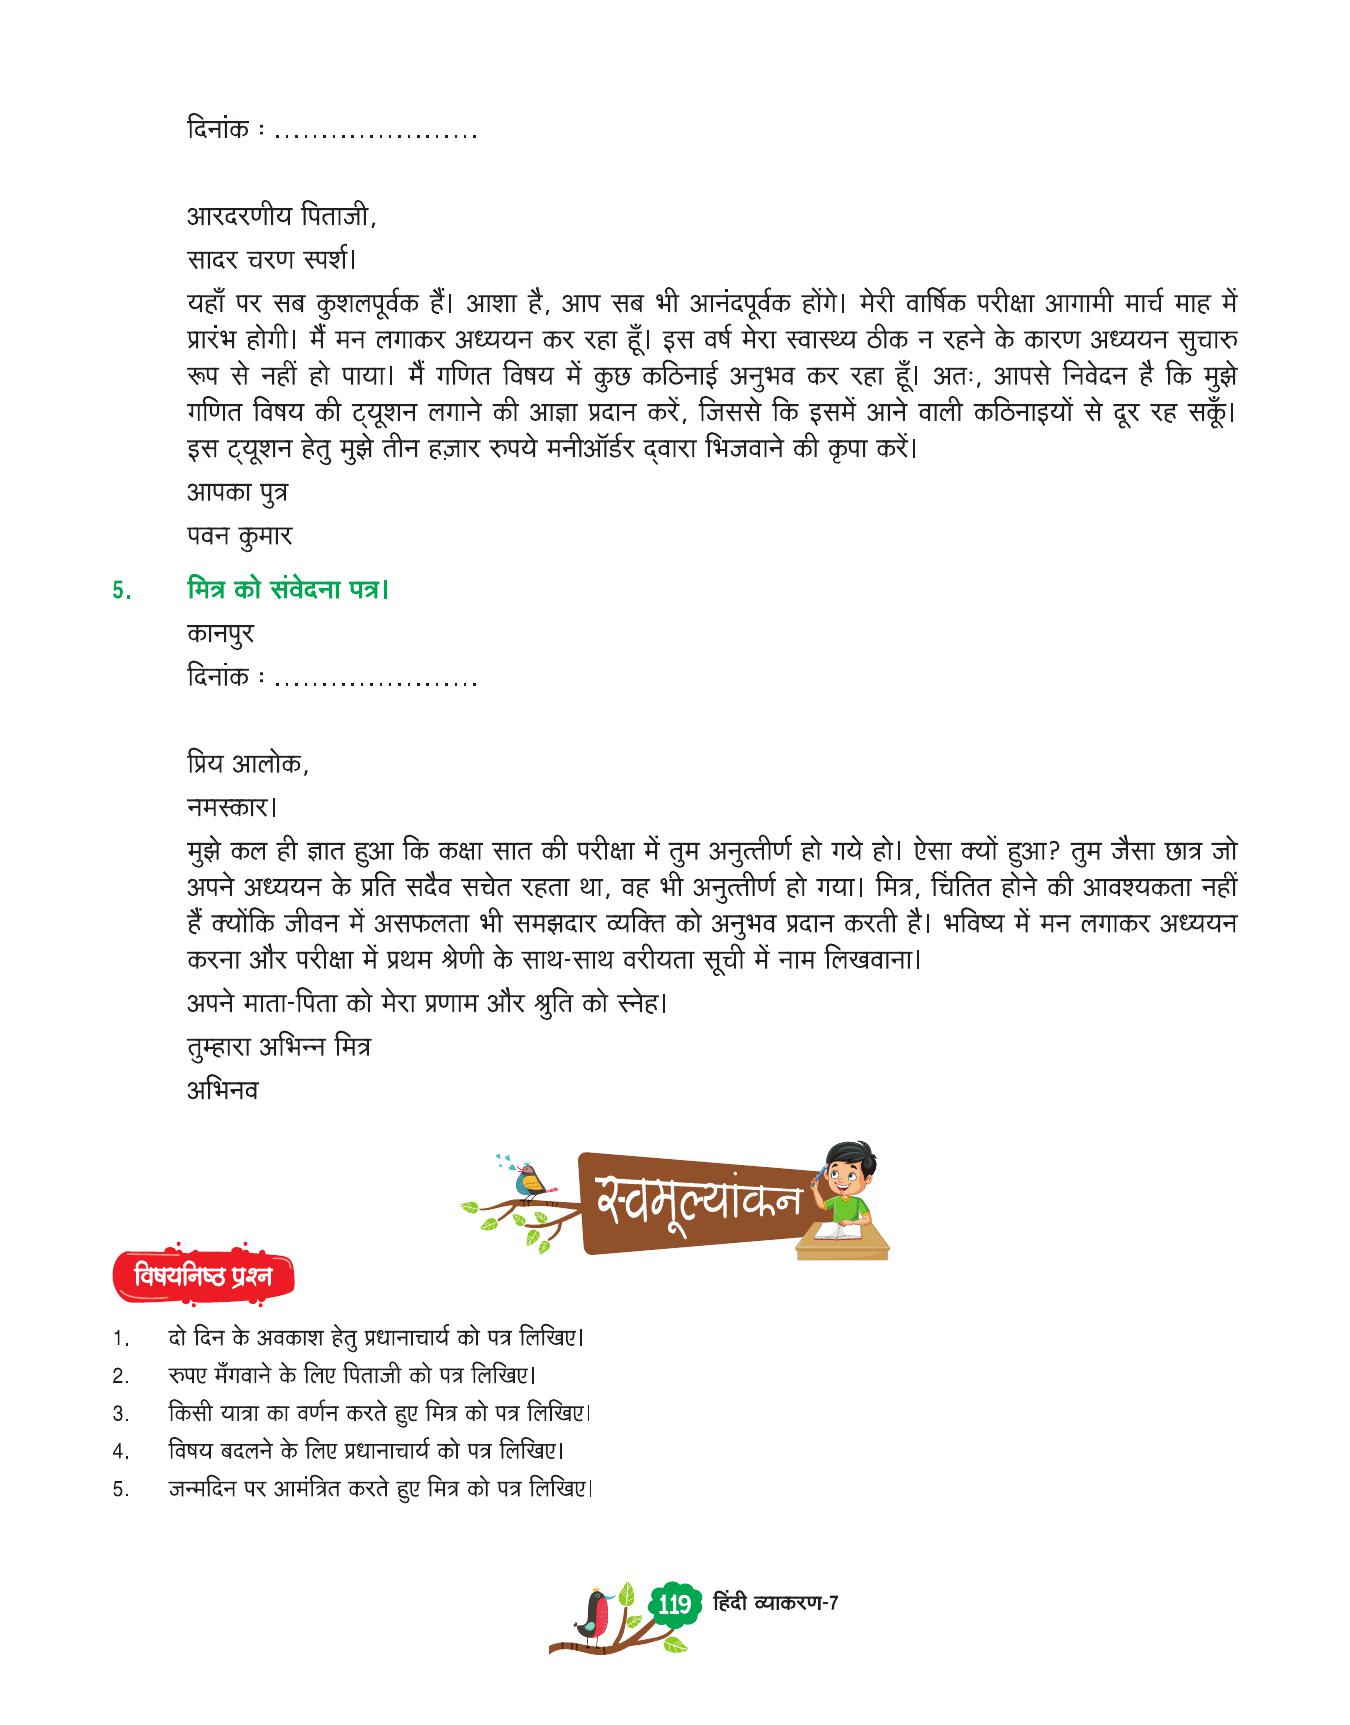 दिनांक : ......................
आरदरणीय पिताजी,
सादर चरण स्पर्श।
यहाँ पर सब कुशलपूर्वक हैं। आशा है, आप सब भी आनंदपूर्वक होंगे। मेरी वार्षिक परीक्षा आगामी मार्च माह में
प्रारंभ होगी। मैं मन लगाकर अध्ययन कर रहा हूँ। इस वर्ष मेरा स्वास्थ्य ठीक न रहने के कारण अध्ययन सुचारु
रूप से नहीं हो पाया। मैं गणित विषय में कुछ कठिनाई अनुभव कर रहा हूँ। अतः, आपसे निवेदन है कि मुझे
गणित विषय की ट्यूशन लगाने की आज्ञा प्रदान करें, जिससे कि इसमें आने वाली कठिनाइयों से दूर रह सकूँ।
इस ट्यूशन हेतु मुझे तीन हज़ार रुपये मनीऑर्डर द्वारा भिजवाने की कृपा करें।
आपका पुत्र
पवन कुमार
5. मित्र को संवेदना पत्र।
कानपुर
दिनांक : ......................
प्रिय आलोक,
नमस्कार।
मुझे कल ही ज्ञात हुआ कि कक्षा सात की परीक्षा में तुम अनुत्तीर्ण हो गये हो। ऐसा क्यों हुआ? तुम जैसा छात्र जो
अपने अध्ययन के प्रति सदैव सचेत रहता था, वह भी अनुत्तीर्ण हो गया। मित्र, चिंतित होने की आवश्यकता नहीं
हैं क्योंकि जीवन में असफलता भी समझदार व्यक्ति को अनुभव प्रदान करती है। भविष्य में मन लगाकर अध्ययन
करना और परीक्षा में प्रथम श्रेणी के साथ-साथ वरीयता सूची में नाम लिखवाना।
अपने माता-पिता को मेरा प्रणाम और श्रुति को स्नेह।
तुम्हारा अभिन्न मित्र
अभिनव
स्वमूल्यांकन
विषयनिष्ठ प्रश्न
1. दो दिन के अवकाश हेतु प्रधानाचार्य को पत्र लिखिए।
2. रुपए मँगवाने के लिए पिताजी को पत्र लिखिए।
3. किसी यात्रा का वर्णन करते हुए मित्र को पत्र लिखिए।
4. विषय बदलने के लिए प्रधानाचार्य को पत्र लिखिए।
5. जन्मदिन पर आमंत्रित करते हुए मित्र को पत्र लिखिए।
119 हिंदी व्याकरण-7